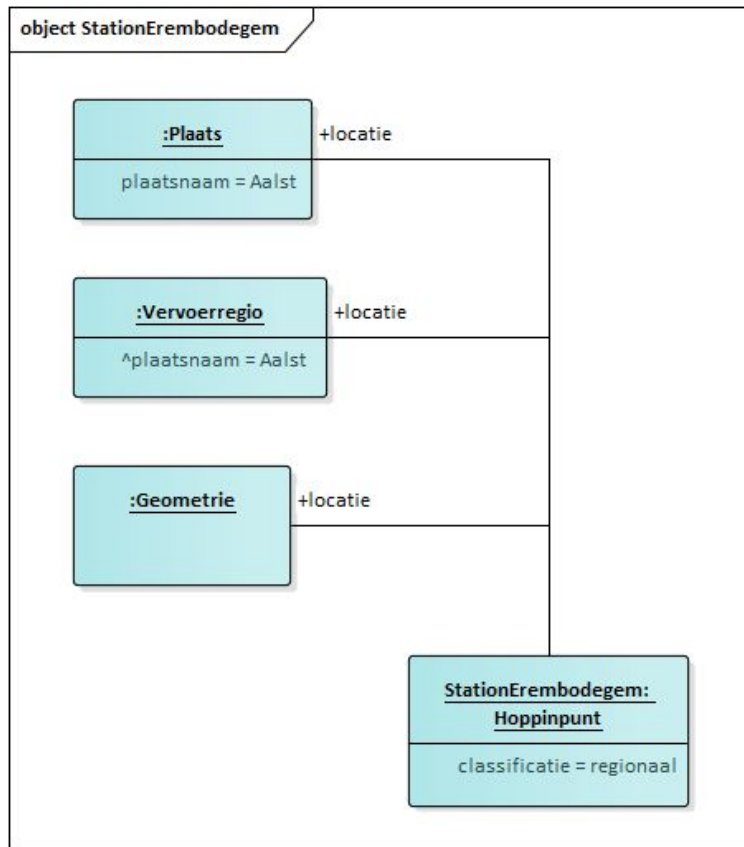 object StationErembodegem
:Plaats
+locatie
plaatsnaam = Aalst
:Vervoerregio
+locatie
^plaatsnaam = Aalst
:Geometrie
+locatie
StationErembodegem:
Hoppinpunt
classificatie = regionaal